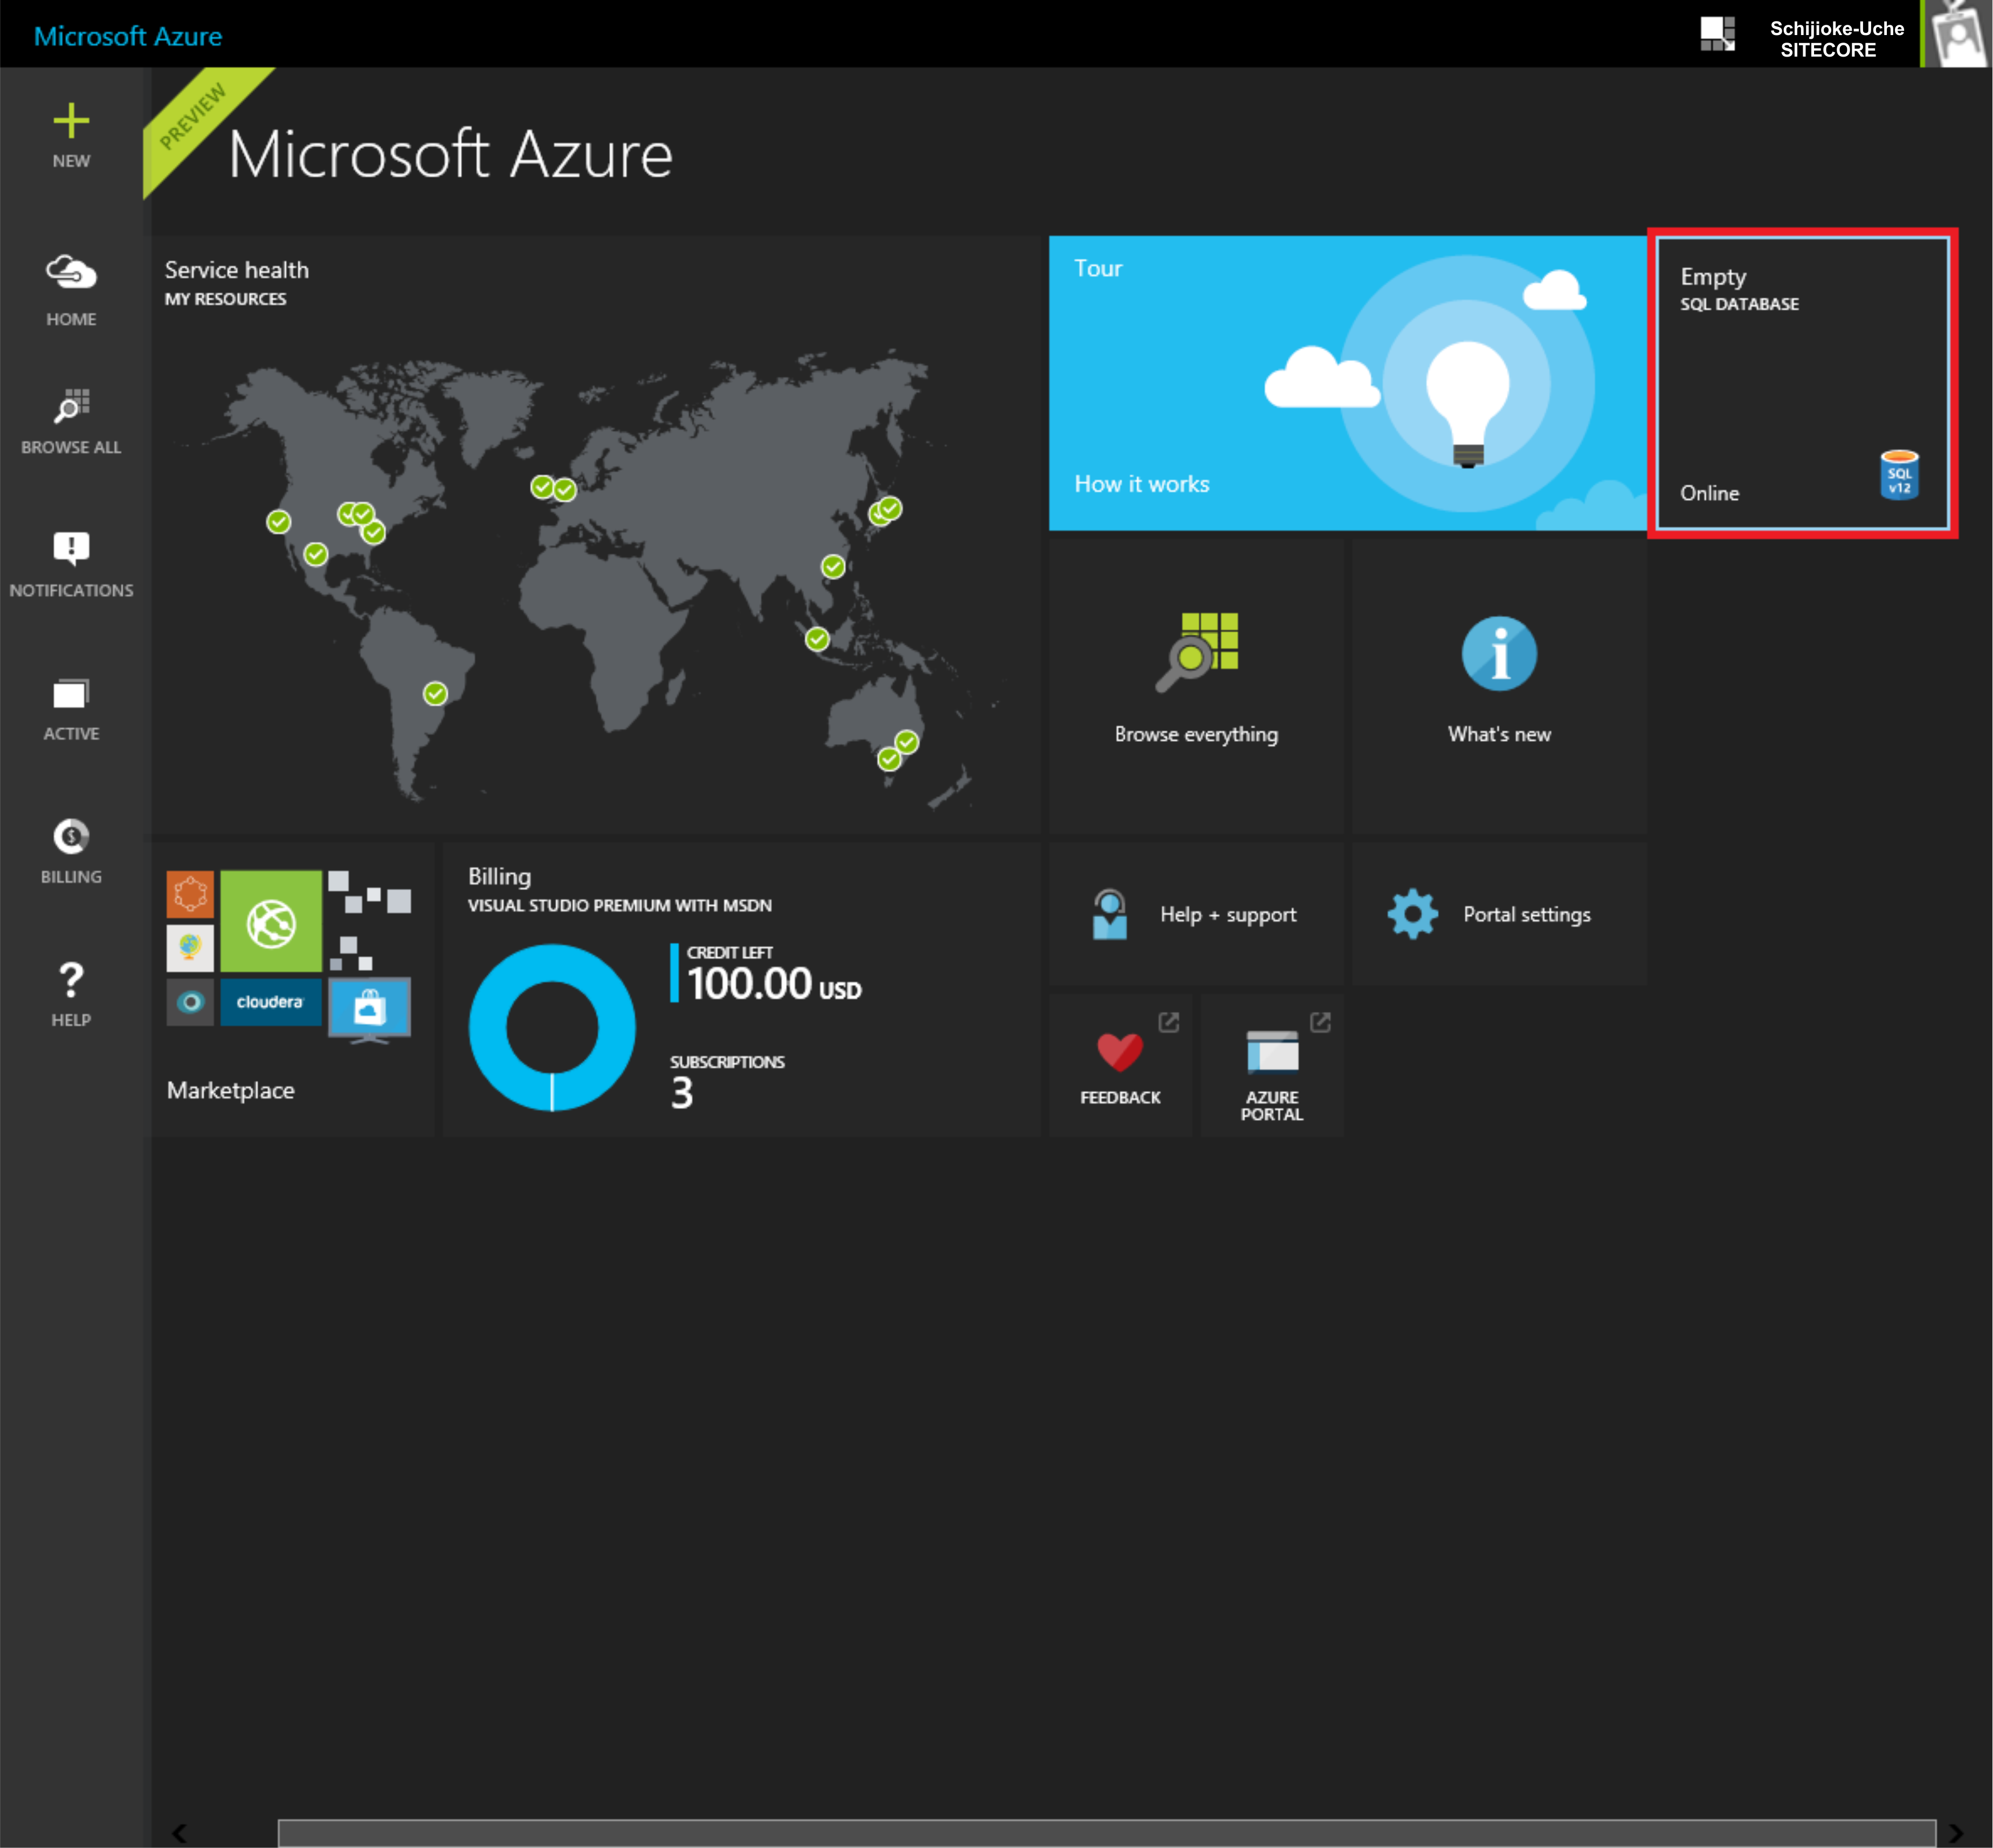 Microsoft Azure
Schijioke-Uche
SITECORE
NEW
HOME
BROWSE ALL
NOTIFICATIONS
ACTIVE
BILLING
HELP
PREVIEW
Microsoft Azure
Service health
MY RESOURCES
Tour
How it works
Empty
SQL DATABASE
Online
SQL
v12
Browse everything
What's new
cloudera
Marketplace
Billing
VISUAL STUDIO PREMIUM WITH MSDN
CREDIT LEFT
100.00 USD
SUBSCRIPTIONS
3
Help + support
Portal settings
FEEDBACK
AZURE
PORTAL